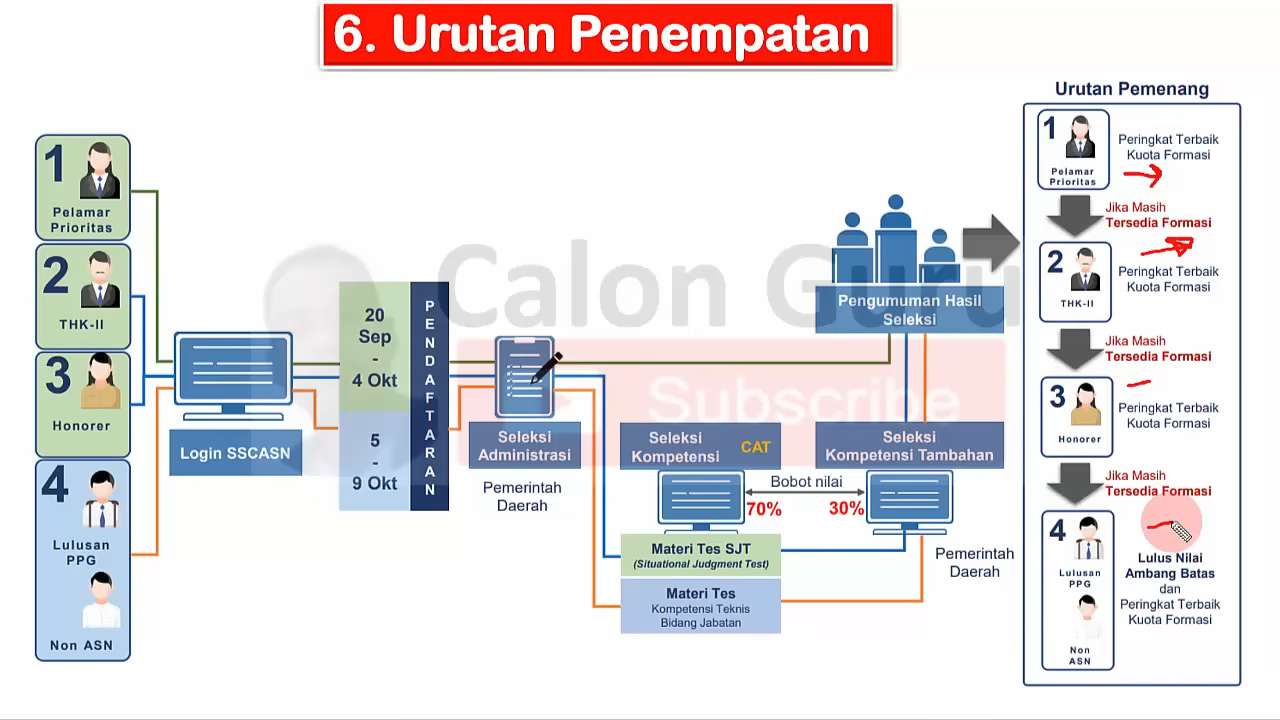 6. Urutan Penempatan
1
Pelamar
Prioritas
2
THK-II
3
Honorer
4
Lulusan
PPG
Non ASN
Login SSCASN
20
Sep
-
4 Okt
5
-
9 Okt
PENDAFTARAN
Seleksi
Administrasi
Pemerintah
Daerah
Seleksi
Kompetensi
CAT
Bobot nilai
70%
30%
Materi Tes SJT
(Situational Judgment Test)
Materi Tes
Kompetensi Teknis
Bidang Jabatan
Seleksi
Kompetensi Tambahan
Pemerintah
Daerah
Pengumuman Hasil
Seleksi
Calon Guru
Subscribe
Urutan Pemenang
1
Pelamar
Prioritas
Peringkat Terbaik
Kuota Formasi
Jika Masih
Tersedia Formasi
2
THK-II
Peringkat Terbaik
Kuota Formasi
Jika Masih
Tersedia Formasi
3
Honorer
Peringkat Terbaik
Kuota Formasi
Jika Masih
Tersedia Formasi
4
Lulusan
PPG
Non
ASN
Lulus Nilai
Ambang Batas
dan
Peringkat Terbaik
Kuota Formasi